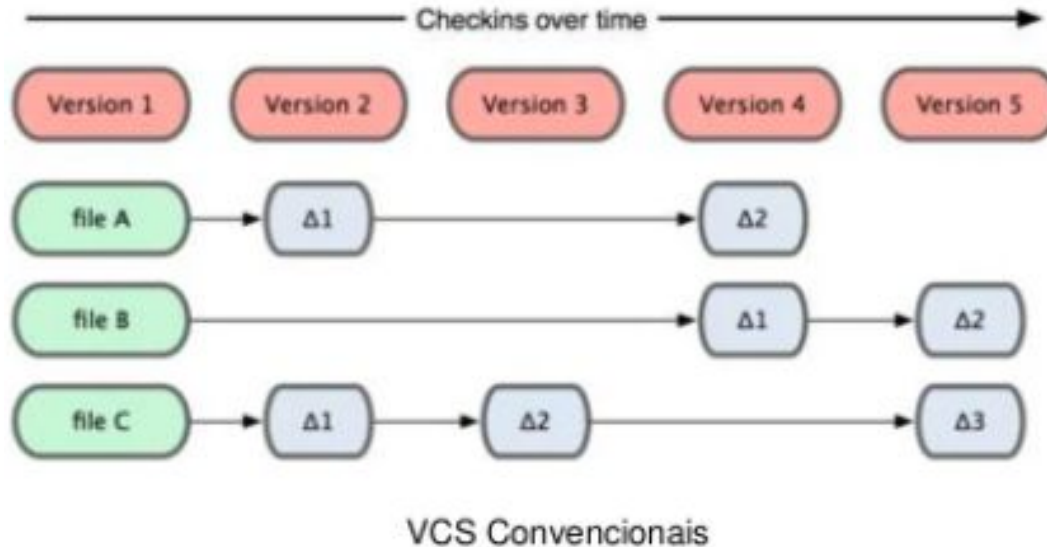 Checkins over time
Version 1 Version 2 Version 3 Version 4 Version 5
file A Δ1 Δ2
file B Δ1 Δ2
file C Δ1 Δ2 Δ3
VCS Convencionais